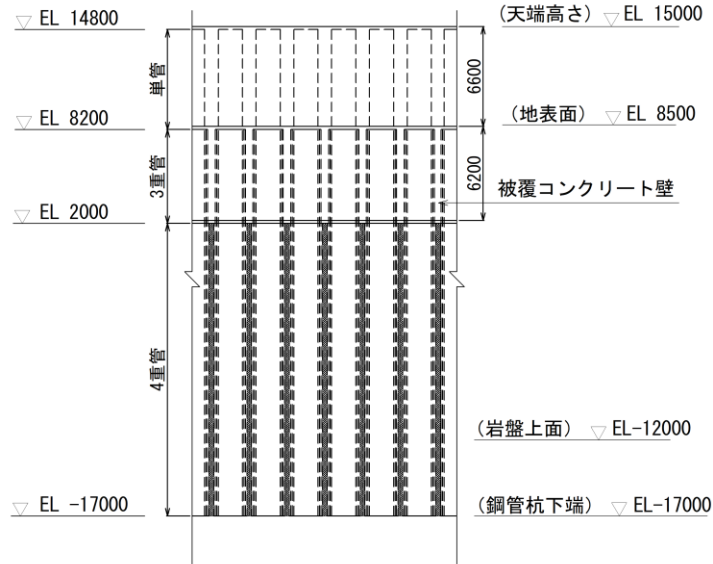 EL 14800
(天端高さ) EL 15000
単管
6600
EL 8200
(地表面) EL 8500
3重管
6200
被覆コンクリート壁
EL 2000
4重管
(岩盤上面) EL-12000
EL -17000
(鋼管杭下端) EL-17000